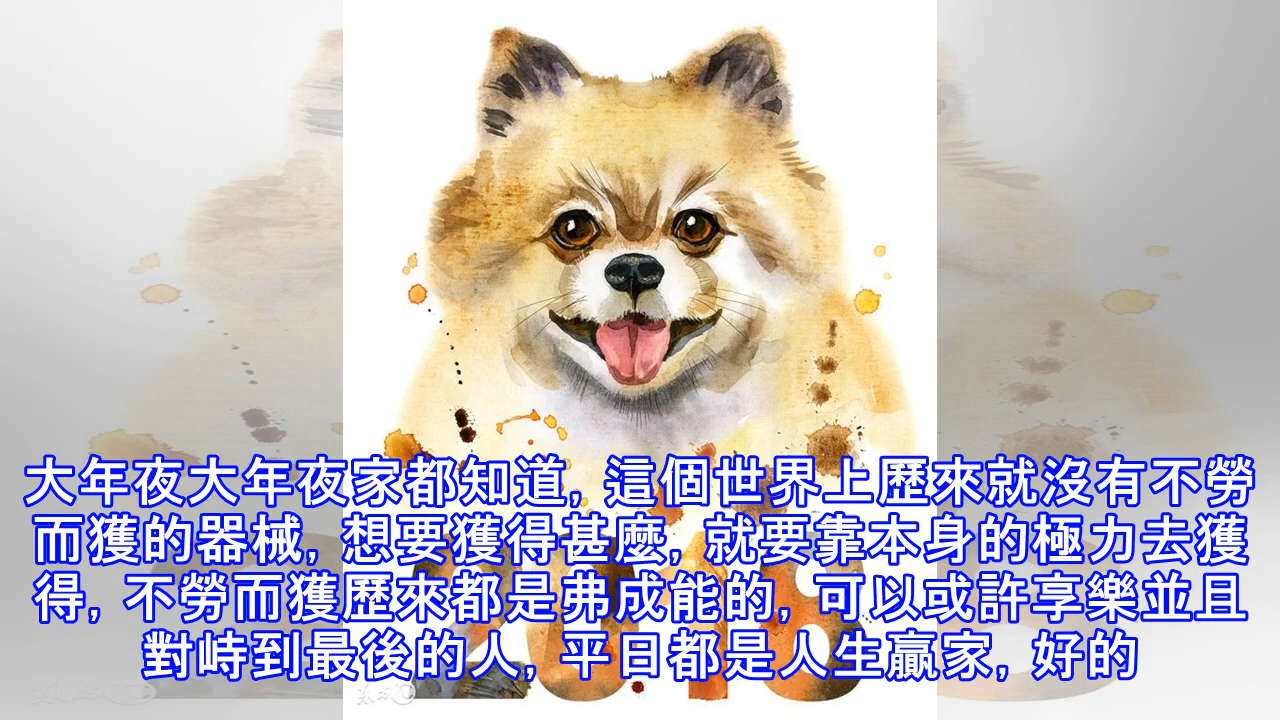 大年夜大年夜家都知道, 這個世界上歷來就沒有不勞
而獲的器械, 想要獲得甚麼, 就要靠本身的極力去獲
得, 不勞而獲歷來都是弗成能的, 可以或許享樂並且
對峙到最後的人, 平日都是人生贏家, 好的